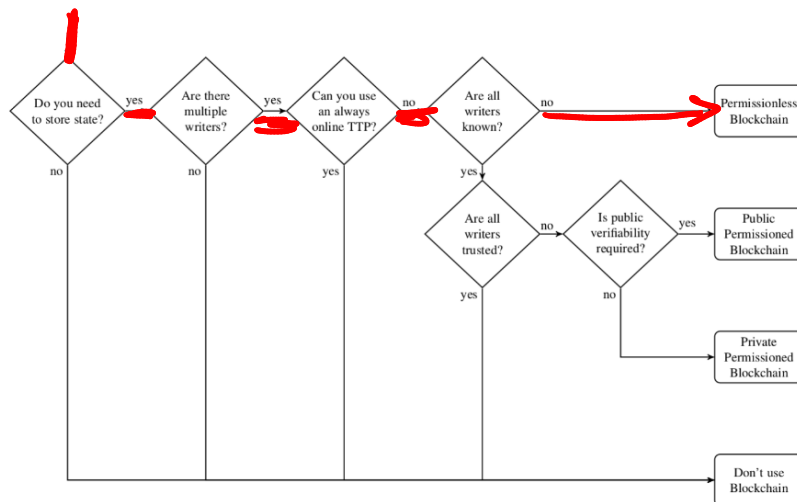 Do you need
to store state?
yes
no
Are there
multiple
writers?
yes
no
Can you use
an always
online TTP?
no
yes
Are all
writers
known?
no
yes
Permissionless
Blockchain
Are all
writers
trusted?
no
yes
Is public
verifiability
required?
yes
no
Public
Permissioned
Blockchain
Private
Permissioned
Blockchain
Don't use
Blockchain